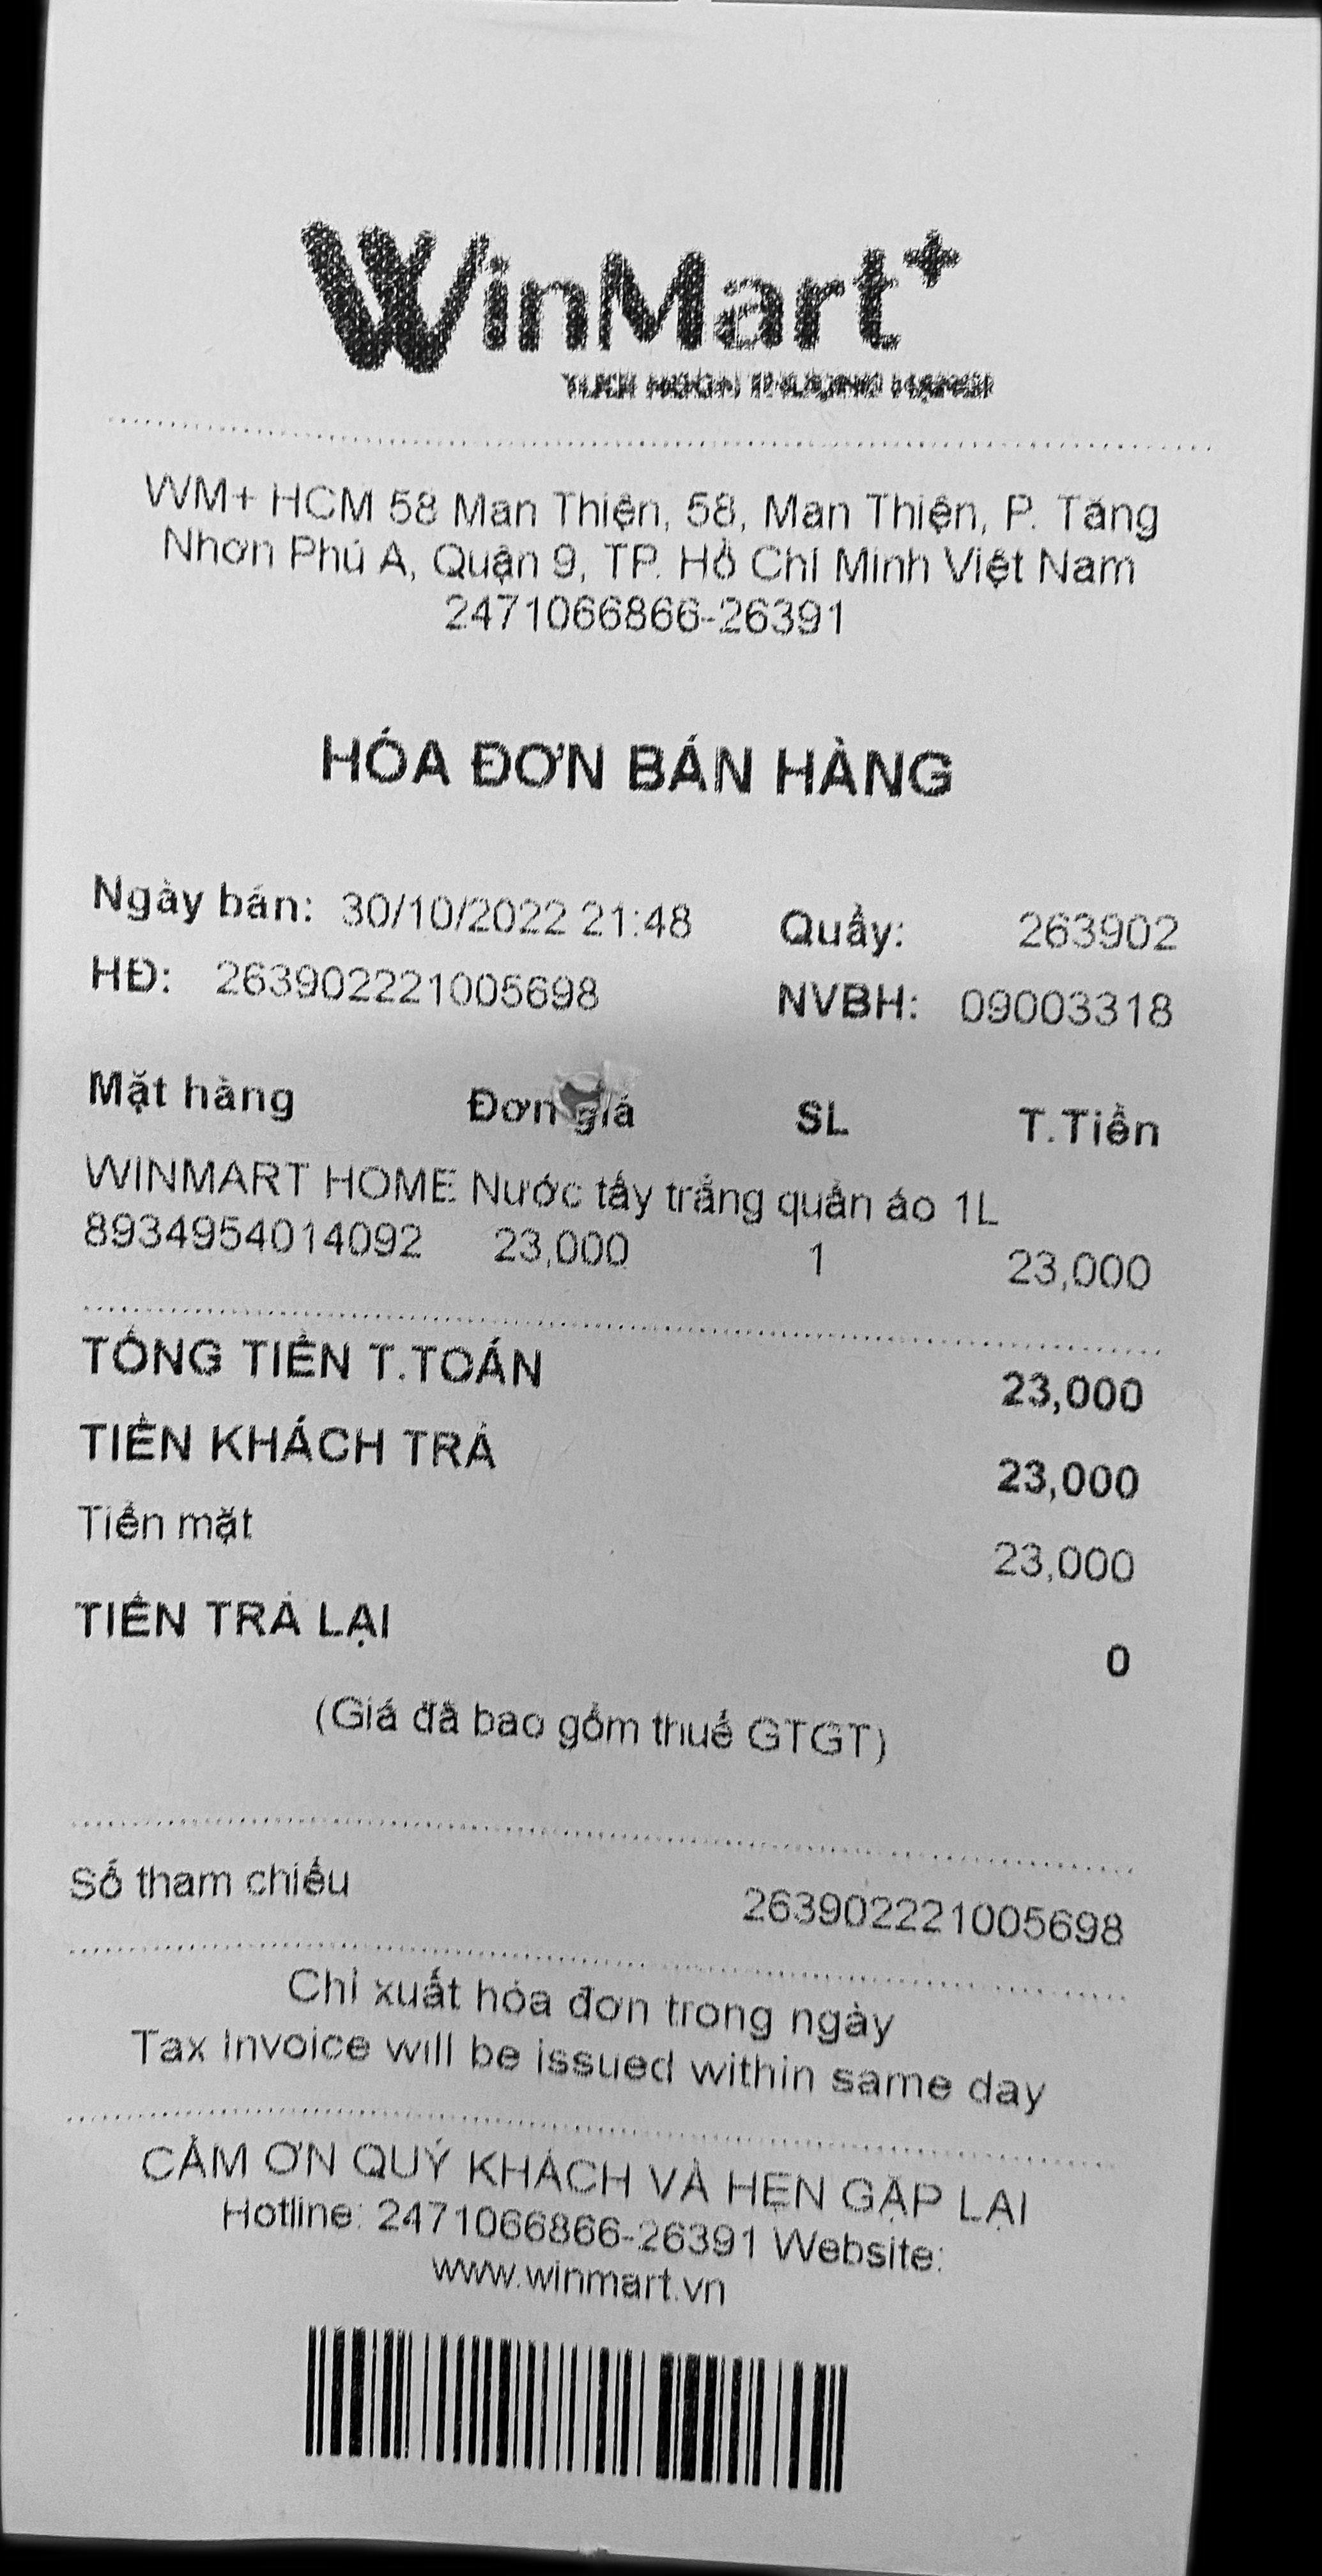 WinMart+
WM+ HCM 58 Man Thiện, 58, Man Thiện, P. Tăng
Nhơn Phú A, Quận 9, TP. Hồ Chí Minh Việt Nam
2471066866-26391
HÓA ĐƠN BÁN HÀNG
Ngày bán: 30/10/2022 21:48 Quầy: 263902
HĐ: 263902221005698 NVBH: 09003318
Mặt hàng Đơn giá SL T.Tiền
WINMART HOME Nước tẩy trắng quần áo 1L
8934954014092 23,000 1 23,000
TỔNG TIỀN T.TOÁN 23,000
TIỀN KHÁCH TRẢ 23,000
Tiền mặt 23,000
TIỀN TRẢ LẠI 0
(Giá đã bao gồm thuế GTGT)
Số tham chiếu 263902221005698
Chỉ xuất hóa đơn trong ngày
Tax Invoice will be issued within same day
CẢM ƠN QUÝ KHÁCH VÀ HẸN GẶP LẠI
Hotline: 2471066866-26391 Website:
www.winmart.vn